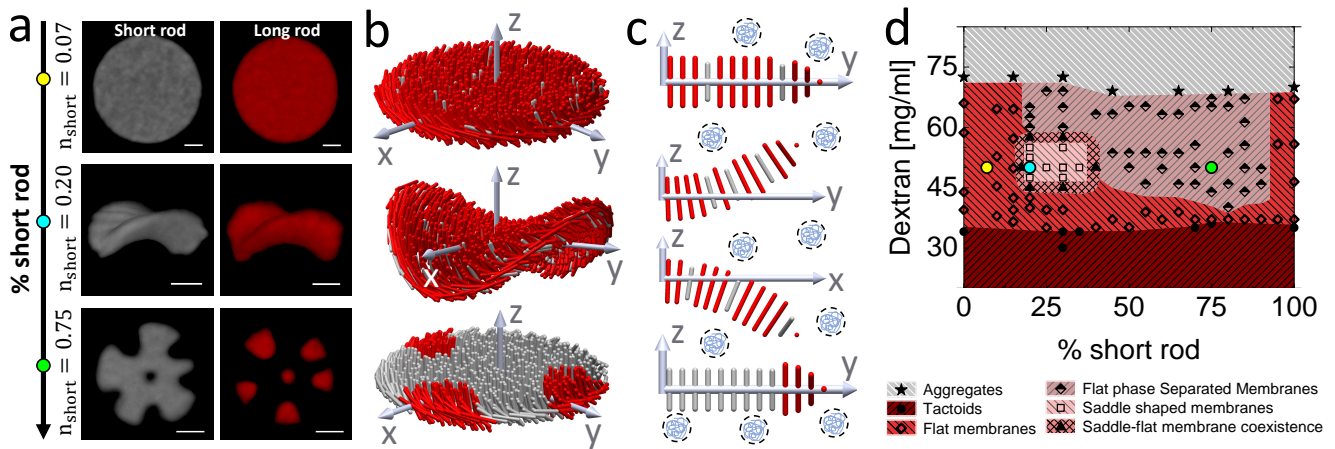 a
Short rod
Long rod
% short rod
n_short = 0.07
n_short = 0.20
n_short = 0.75
b
z
x
y
z
x
y
z
x
y
c
z
y
z
y
z
x
z
y
d
Dextran [mg/ml]
75
60
45
30
0
25
50
75
100
% short rod
Aggregates
Tactoids
Flat membranes
Flat phase Separated Membranes
Saddle shaped membranes
Saddle-flat membrane coexistence